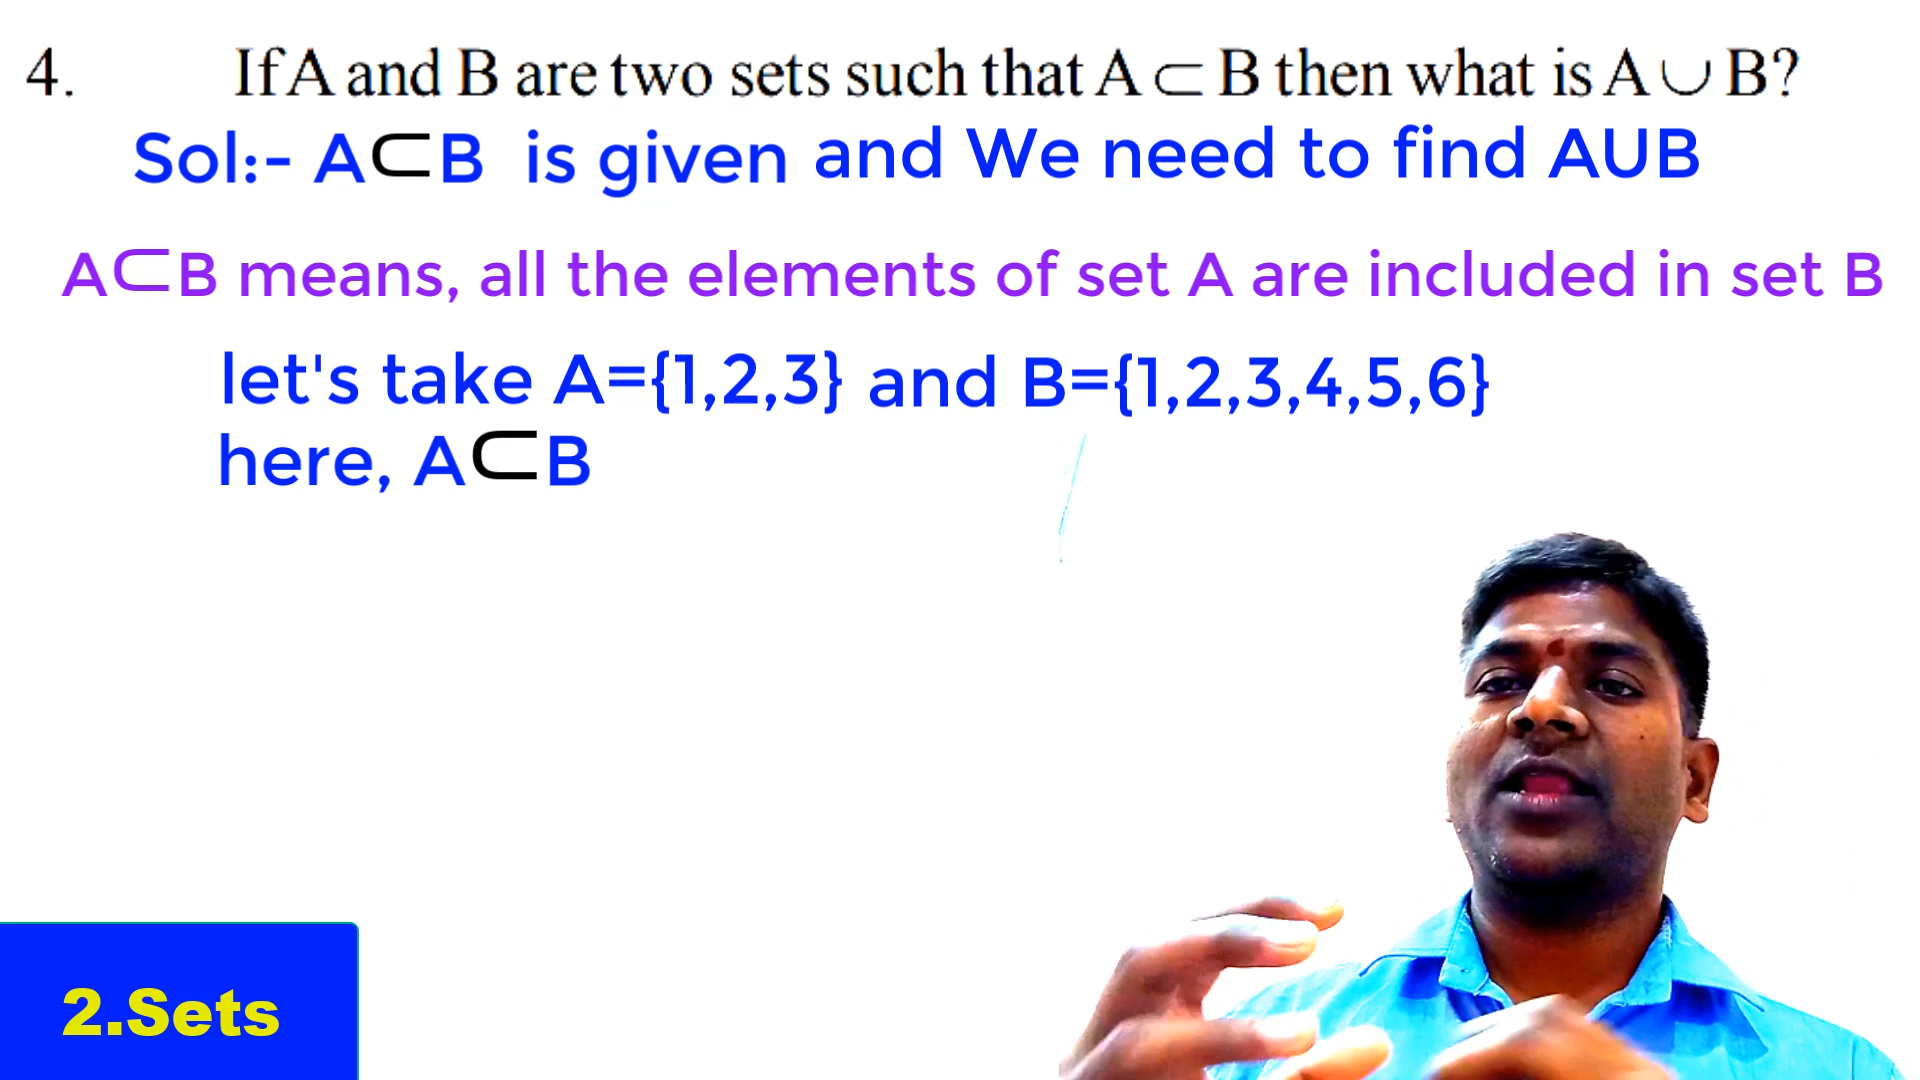 4. If A and B are two sets such that A ⊂ B then what is A ∪ B?
Sol:- A⊂B is given and We need to find AUB
A⊂B means, all the elements of set A are included in set B
let's take A={1,2,3} and B={1,2,3,4,5,6}
here, A⊂B
2.Sets